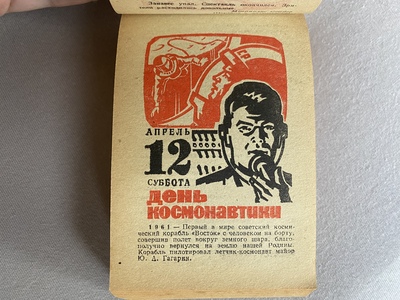 АПРЕЛЬ
12
СУББОТА
день
космонавтики
1961 — Первый в мире советский косми-
ческий корабль «Восток» с человеком на борту,
совершив полет вокруг земного шара, благо-
получно вернулся на землю нашей Родины.
Корабль пилотировал летчик-космонавт майор
Ю. А. Гагарин.